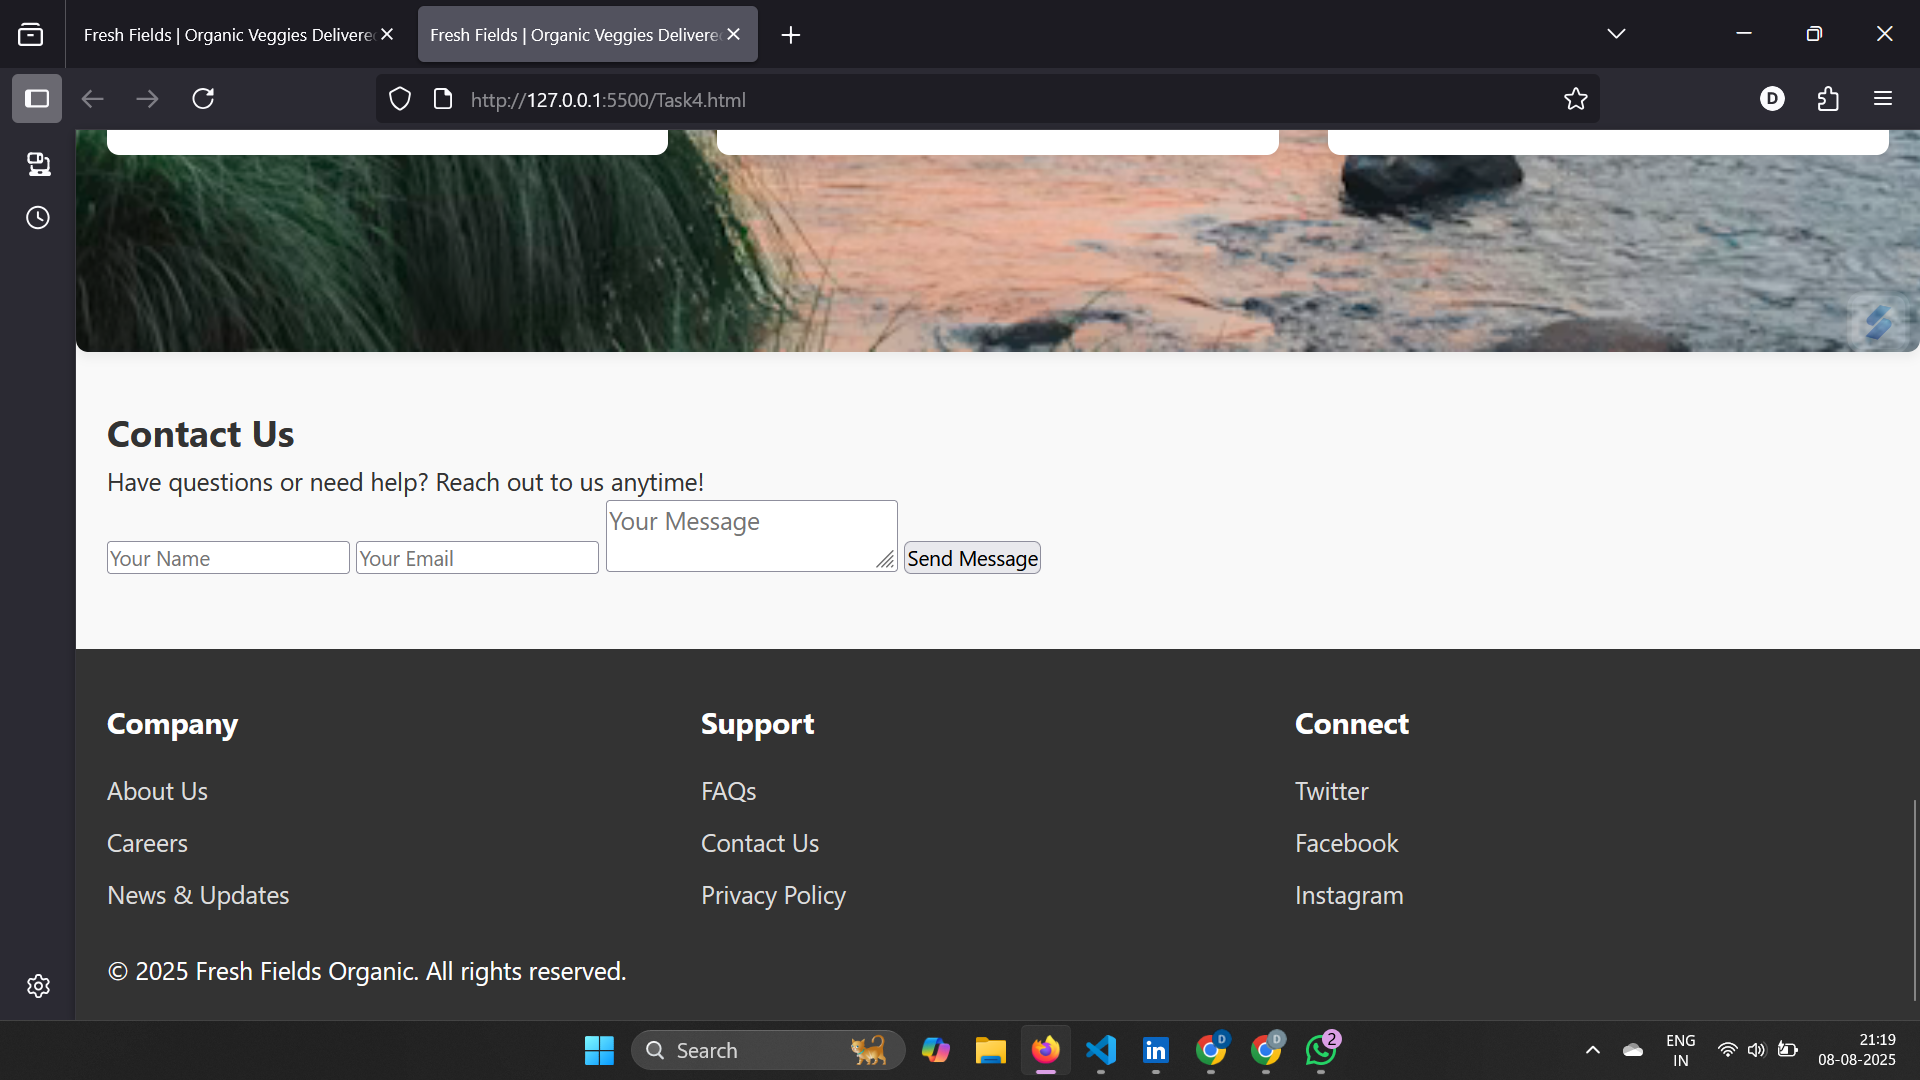 Fresh Fields | Organic Veggies Delivered
Fresh Fields | Organic Veggies Delivered
http://127.0.0.1:5500/Task4.html
D
Contact Us
Have questions or need help? Reach out to us anytime!
Your Name
Your Email
Your Message
Send Message
Company
Support
Connect
About Us
FAQs
Twitter
Careers
Contact Us
Facebook
News & Updates
Privacy Policy
Instagram
© 2025 Fresh Fields Organic. All rights reserved.
Search
in
D
D
2
ENG
IN
21:19
08-08-2025